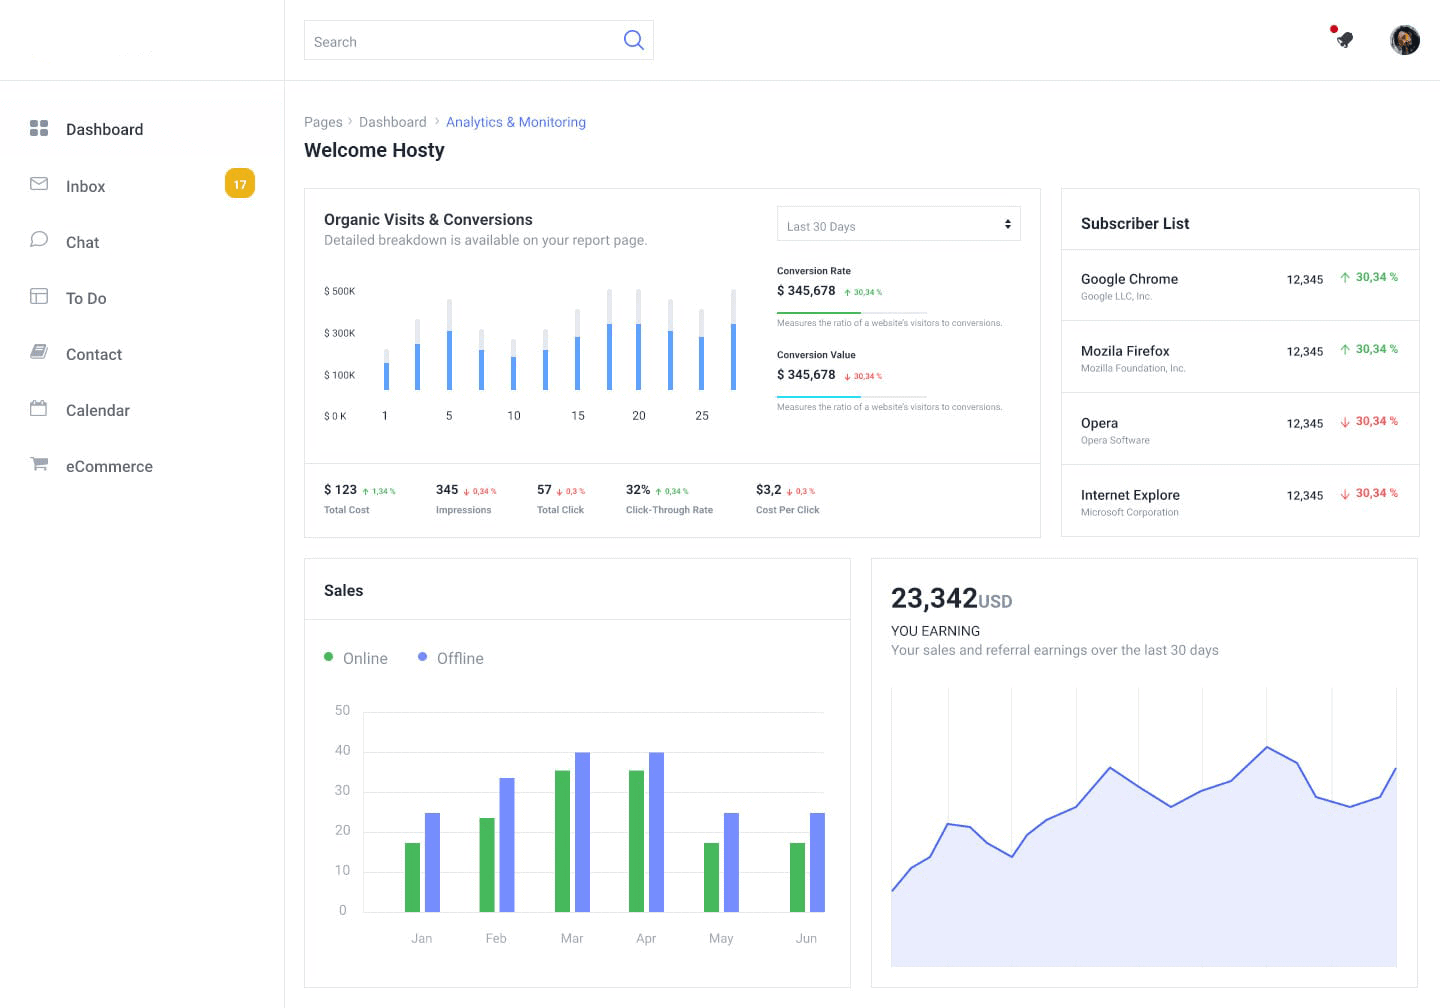 Search
Dashboard
Inbox
17
Chat
To Do
Contact
Calendar
eCommerce
Pages › Dashboard › Analytics & Monitoring
Welcome Hosty
Organic Visits & Conversions
Detailed breakdown is available on your report page.
$ 500K
$ 300K
$ 100K
$ 0 K
1 5 10 15 20 25
Last 30 Days
Conversion Rate
$ 345,678 ↑ 30,34 %
Measures the ratio of a website's visitors to conversions.
Conversion Value
$ 345,678 ↓ 30,34 %
Measures the ratio of a website's visitors to conversions.
$ 123 ↑ 1,34 %
Total Cost
345 ↓ 0,34 %
Impressions
57 ↓ 0,3 %
Total Click
32% ↑ 0,34 %
Click-Through Rate
$3,2 ↓ 0,3 %
Cost Per Click
Subscriber List
Google Chrome 12,345 ↑ 30,34 %
Google LLC, Inc.
Mozila Firefox 12,345 ↑ 30,34 %
Mozilla Foundation, Inc.
Opera 12,345 ↓ 30,34 %
Opera Software
Internet Explore 12,345 ↓ 30,34 %
Microsoft Corporation
Sales
Online Offline
50
40
30
20
10
0
Jan Feb Mar Apr May Jun
23,342USD
YOU EARNING
Your sales and referral earnings over the last 30 days